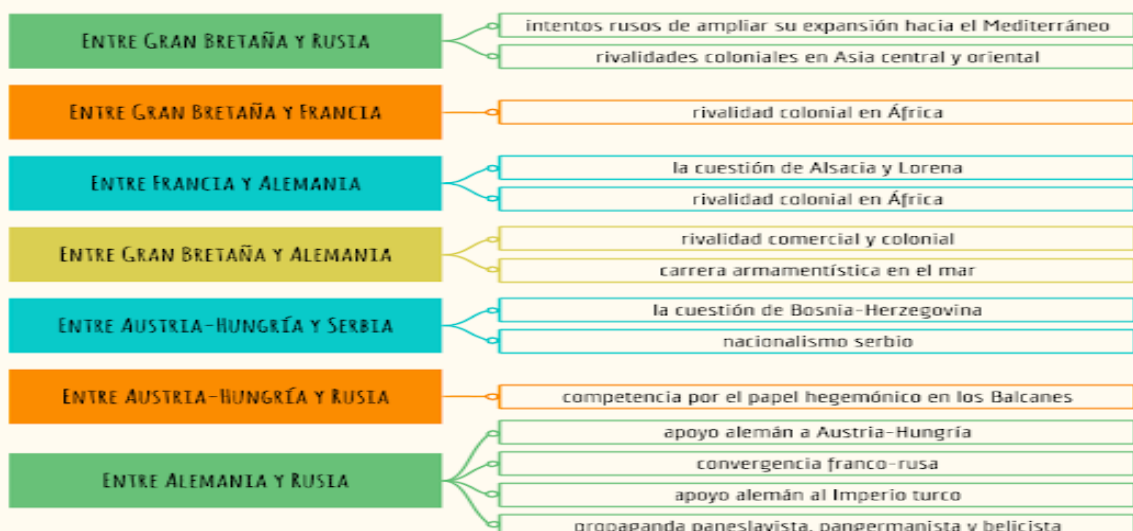 ENTRE GRAN BRETAÑA Y RUSIA
intentos rusos de ampliar su expansión hacia el Mediterráneo
rivalidades coloniales en Asia central y oriental
ENTRE GRAN BRETAÑA Y FRANCIA
rivalidad colonial en África
ENTRE FRANCIA Y ALEMANIA
la cuestión de Alsacia y Lorena
rivalidad colonial en África
ENTRE GRAN BRETAÑA Y ALEMANIA
rivalidad comercial y colonial
carrera armamentística en el mar
ENTRE AUSTRIA-HUNGRÍA Y SERBIA
la cuestión de Bosnia-Herzegovina
nacionalismo serbio
ENTRE AUSTRIA-HUNGRÍA Y RUSIA
competencia por el papel hegemónico en los Balcanes
ENTRE ALEMANIA Y RUSIA
apoyo alemán a Austria-Hungría
convergencia franco-rusa
apoyo alemán al Imperio turco
propaganda paneslavista, pangermanista y belicista